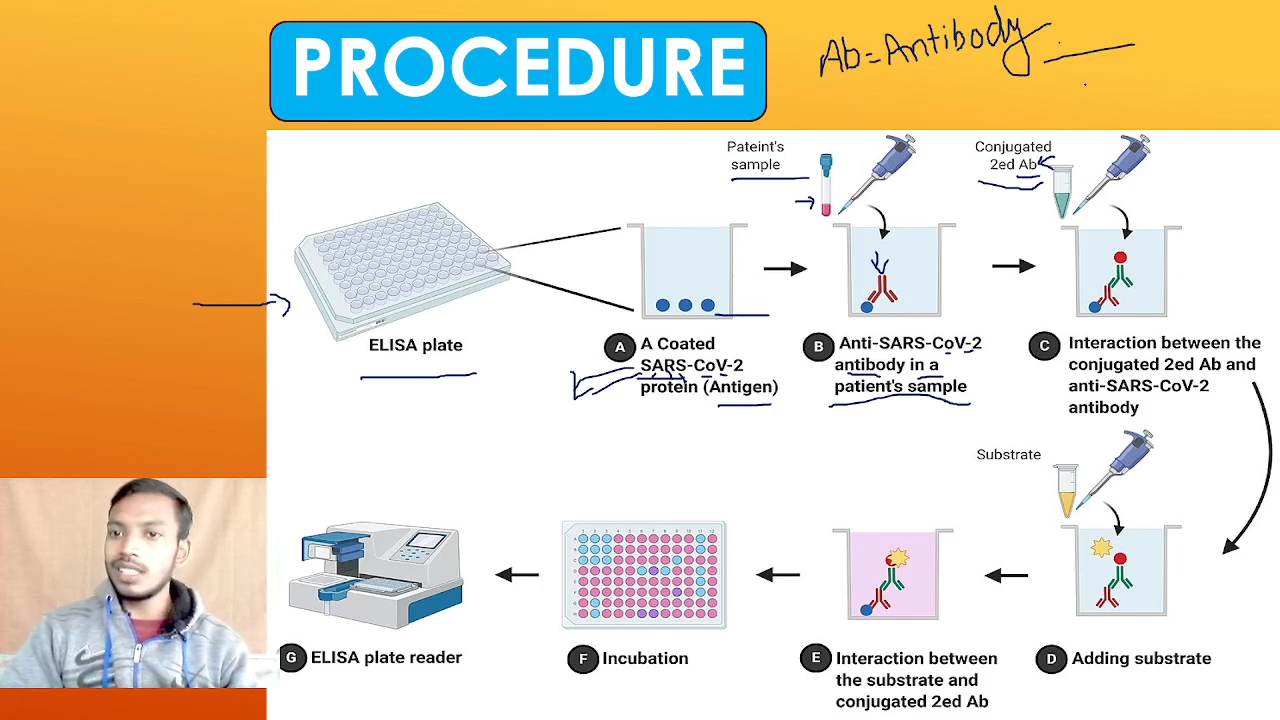 PROCEDURE
Ab=Antibody
Pateint's
sample
Conjugated
2ed Ab
ELISA plate
A
A Coated
SARS-CoV-2
protein (Antigen)
B
Anti-SARS-CoV-2
antibody in a
patient's sample
C
Interaction between the
conjugated 2ed Ab and
anti-SARS-CoV-2
antibody
Substrate
G
ELISA plate reader
F
Incubation
E
Interaction between
the substrate and
conjugated 2ed Ab
D
Adding substrate